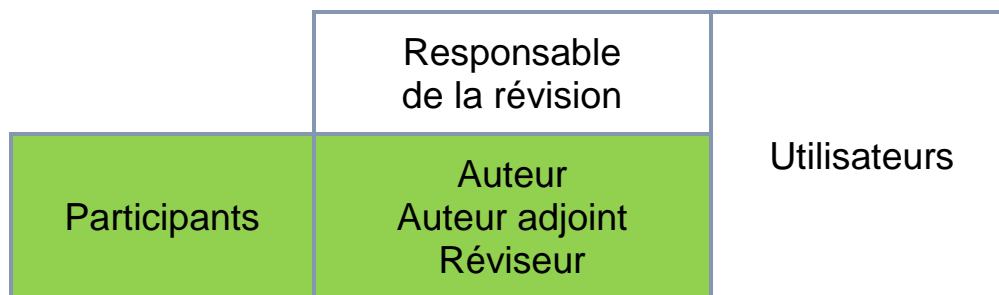 Responsable
de la révision
Utilisateurs
Participants
Auteur
Auteur adjoint
Réviseur